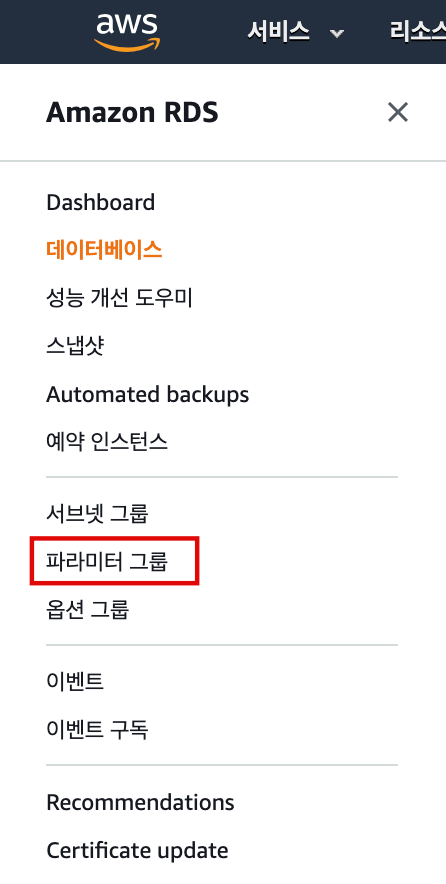 aws
서비스
리소스
Amazon RDS
Dashboard
데이터베이스
성능 개선 도우미
스냅샷
Automated backups
예약 인스턴스
서브넷 그룹
파라미터 그룹
옵션 그룹
이벤트
이벤트 구독
Recommendations
Certificate update